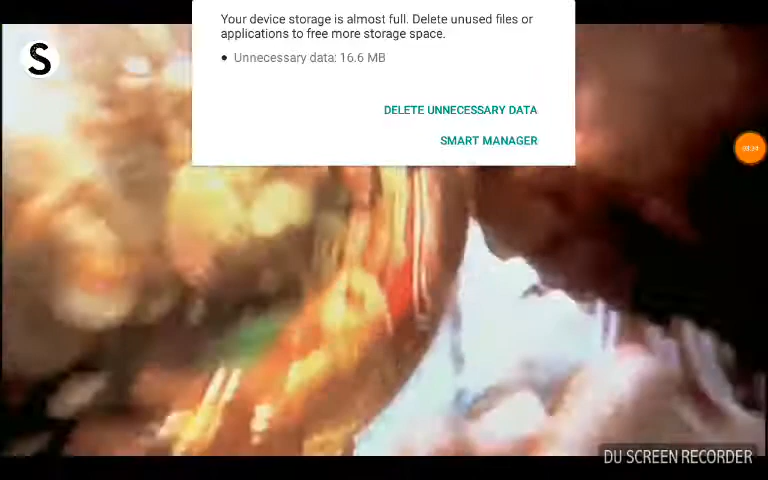 Your device storage is almost full. Delete unused files or
applications to free more storage space.
• Unnecessary data: 16.6 MB
DELETE UNNECESSARY DATA
SMART MANAGER
S
DU SCREEN RECORDER